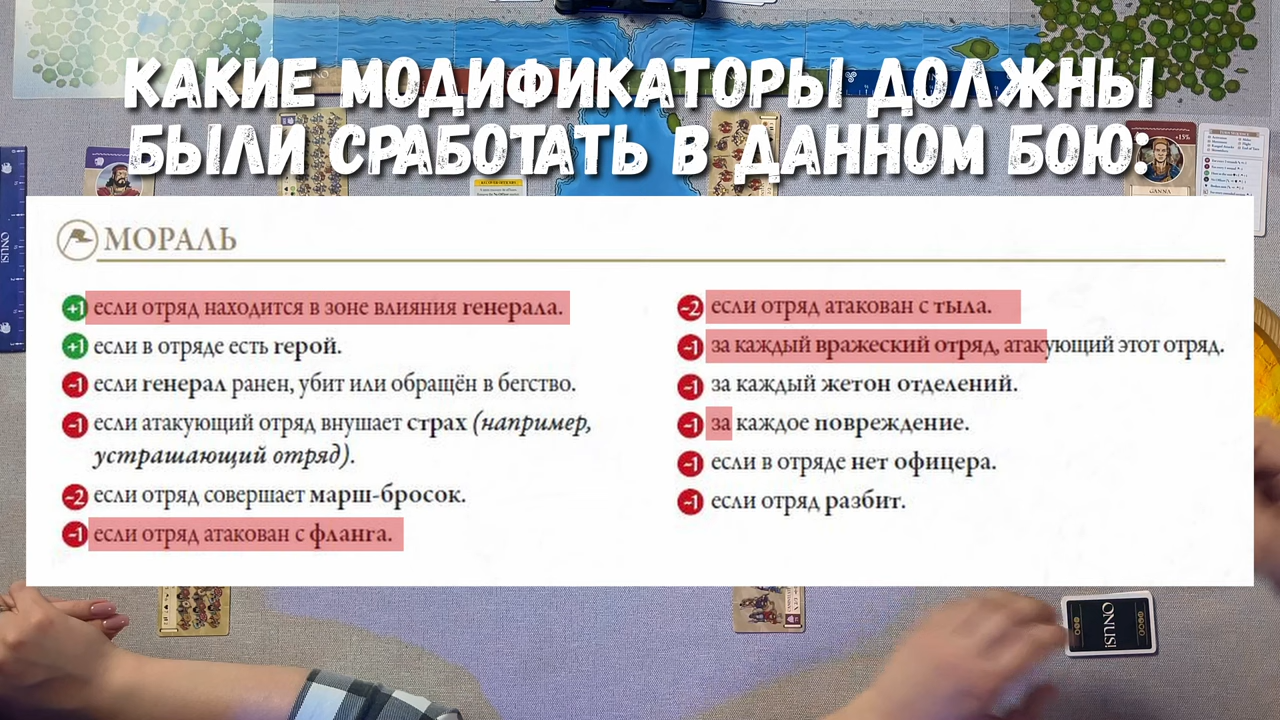 КАКИЕ МОДИФИКАТОРЫ ДОЛЖНЫ
БЫЛИ СРАБОТАТЬ В ДАННОМ БОЮ:
+15%
GANNA
ONUS!
МОРАЛЬ
+1 если отряд находится в зоне влияния генерала.
+1 если в отряде есть герой.
-1 если генерал ранен, убит или обращён в бегство.
-1 если атакующий отряд внушает страх (например,
устрашающий отряд).
-2 если отряд совершает марш-бросок.
-1 если отряд атакован с фланга.
-2 если отряд атакован с тыла.
-1 за каждый вражеский отряд, атакующий этот отряд.
-1 за каждый жетон отделений.
-1 за каждое повреждение.
-1 если в отряде нет офицера.
-1 если отряд разбит.
ONUS!